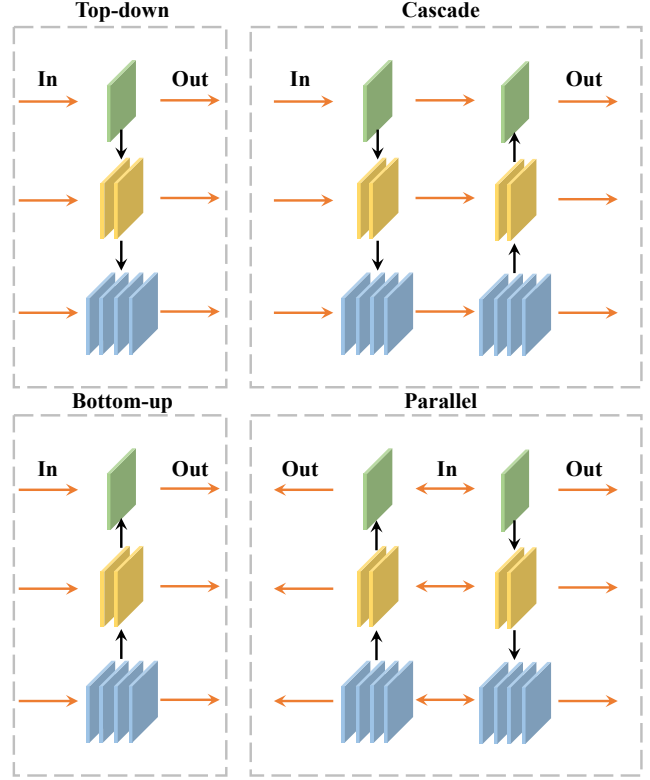 Top-down
Cascade
In
Out
In
Out
Bottom-up
Parallel
In
Out
Out
In
Out